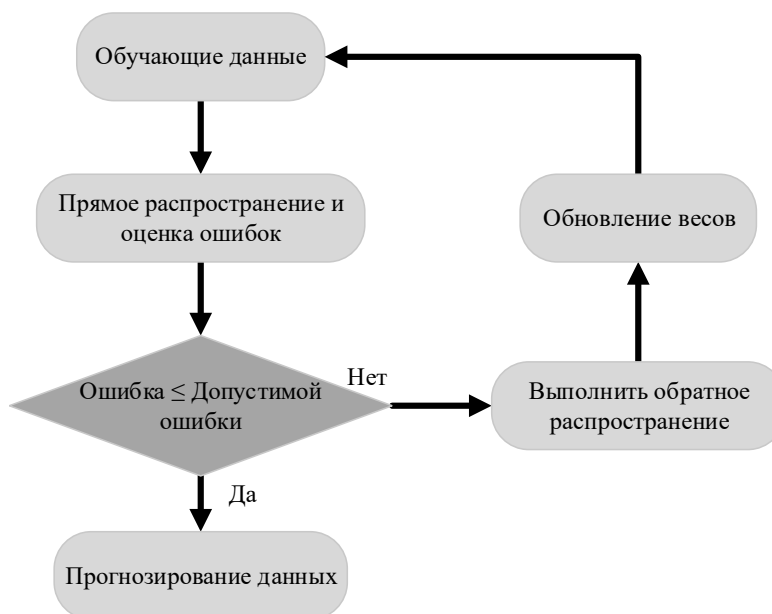 Обучающие данные
Прямое распространение и
оценка ошибок
Ошибка ≤ Допустимой
ошибки
Нет
Выполнить обратное
распространение
Обновление весов
Да
Прогнозирование данных